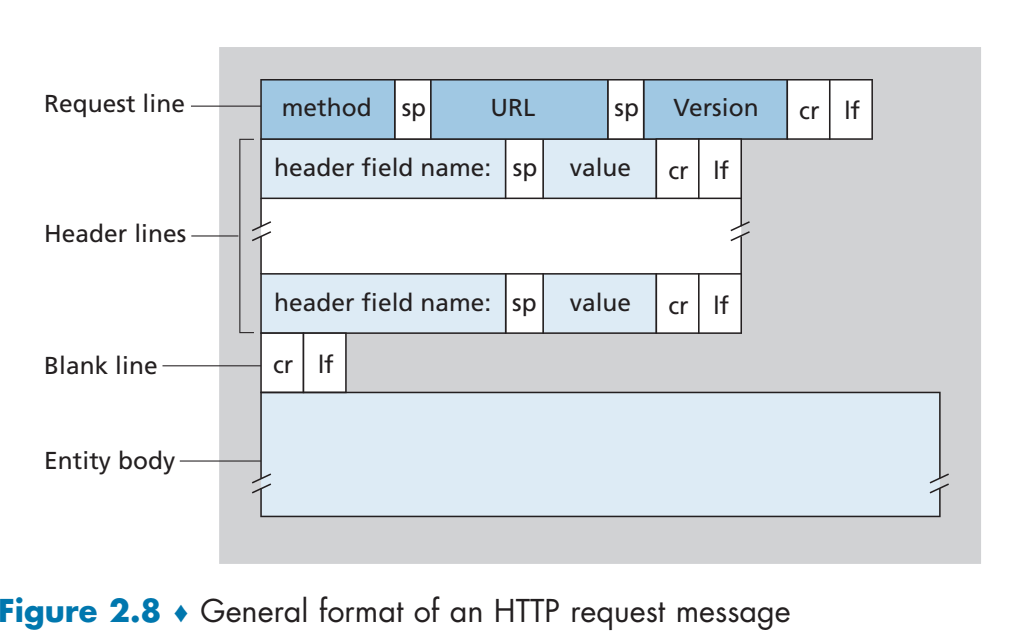 Request line method sp URL sp Version cr lf
header field name: sp value cr lf
Header lines
header field name: sp value cr lf
Blank line cr lf
Entity body
Figure 2.8 ♦ General format of an HTTP request message